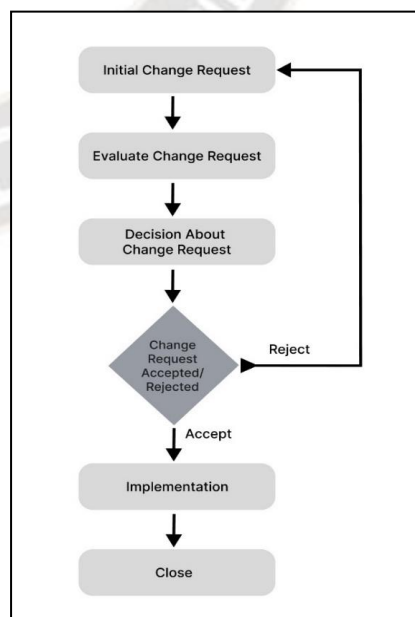 Initial Change Request
Evaluate Change Request
Decision About
Change Request
Change
Request
Accepted/
Rejected
Reject
Accept
Implementation
Close